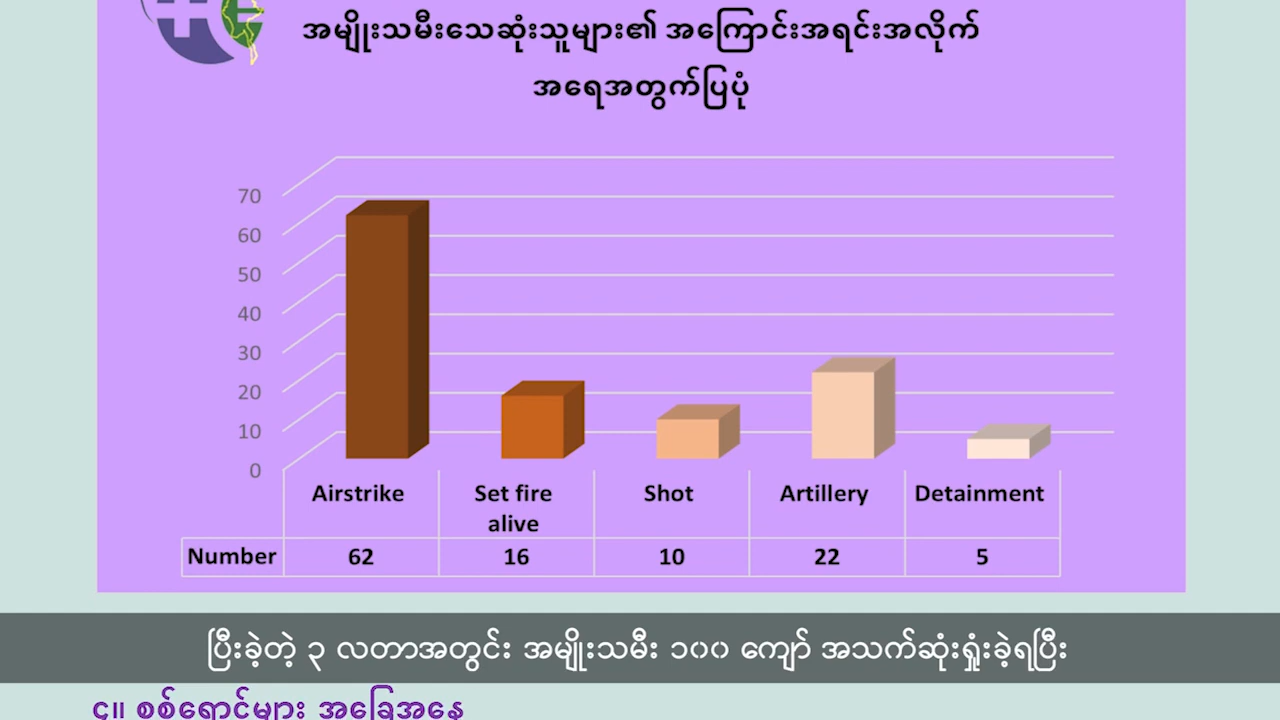 အမျိုးသမီးသေဆုံးသူများ၏ အကြောင်းအရင်းအလိုက်
အရေအတွက်ပြပုံ
70
60
50
40
30
20
10
0
Airstrike Set fire alive Shot Artillery Detainment
Number 62 16 10 22 5
ပြီးခဲ့တဲ့ ၃ လတာအတွင်း အမျိုးသမီး ၁၀၀ ကျော် အသက်ဆုံးရှုံးခဲ့ရပြီး
၄။ စစ်ရှောင်များ အခြေအနေ